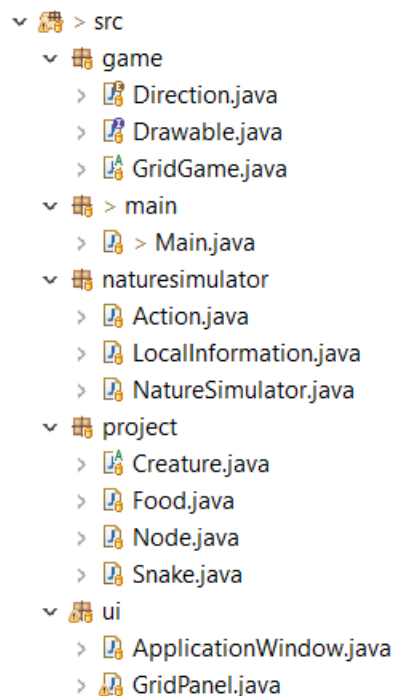 > src
game
Direction.java
Drawable.java
GridGame.java
> main
> Main.java
naturesimulator
Action.java
LocalInformation.java
NatureSimulator.java
project
Creature.java
Food.java
Node.java
Snake.java
ui
ApplicationWindow.java
GridPanel.java